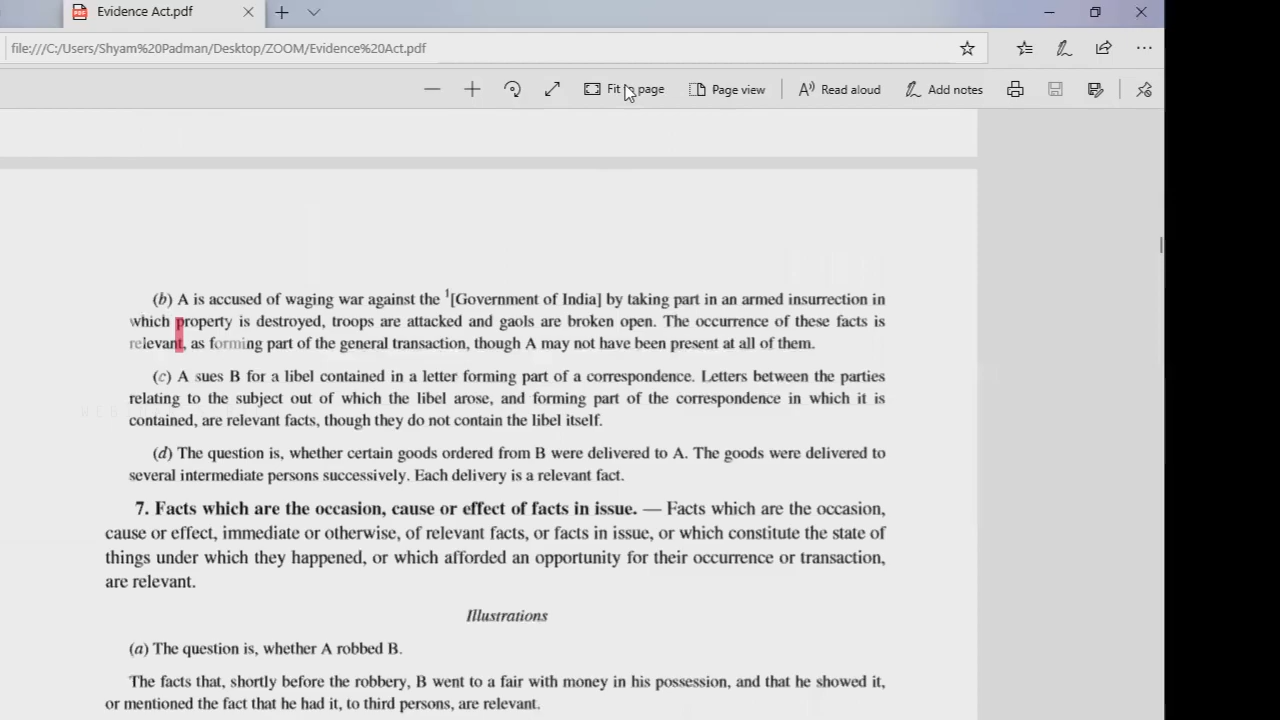 Evidence Act.pdf
file:///C:/Users/Shyam%20Padman/Desktop/ZOOM/Evidence%20Act.pdf
Fit to page Page view Read aloud Add notes
(b) A is accused of waging war against the 1[Government of India] by taking part in an armed insurrection in
which property is destroyed, troops are attacked and gaols are broken open. The occurrence of these facts is
relevant, as forming part of the general transaction, though A may not have been present at all of them.
(c) A sues B for a libel contained in a letter forming part of a correspondence. Letters between the parties
relating to the subject out of which the libel arose, and forming part of the correspondence in which it is
contained, are relevant facts, though they do not contain the libel itself.
(d) The question is, whether certain goods ordered from B were delivered to A. The goods were delivered to
several intermediate persons successively. Each delivery is a relevant fact.
7. Facts which are the occasion, cause or effect of facts in issue. — Facts which are the occasion,
cause or effect, immediate or otherwise, of relevant facts, or facts in issue, or which constitute the state of
things under which they happened, or which afforded an opportunity for their occurrence or transaction,
are relevant.
Illustrations
(a) The question is, whether A robbed B.
The facts that, shortly before the robbery, B went to a fair with money in his possession, and that he showed it,
or mentioned the fact that he had it, to third persons, are relevant.